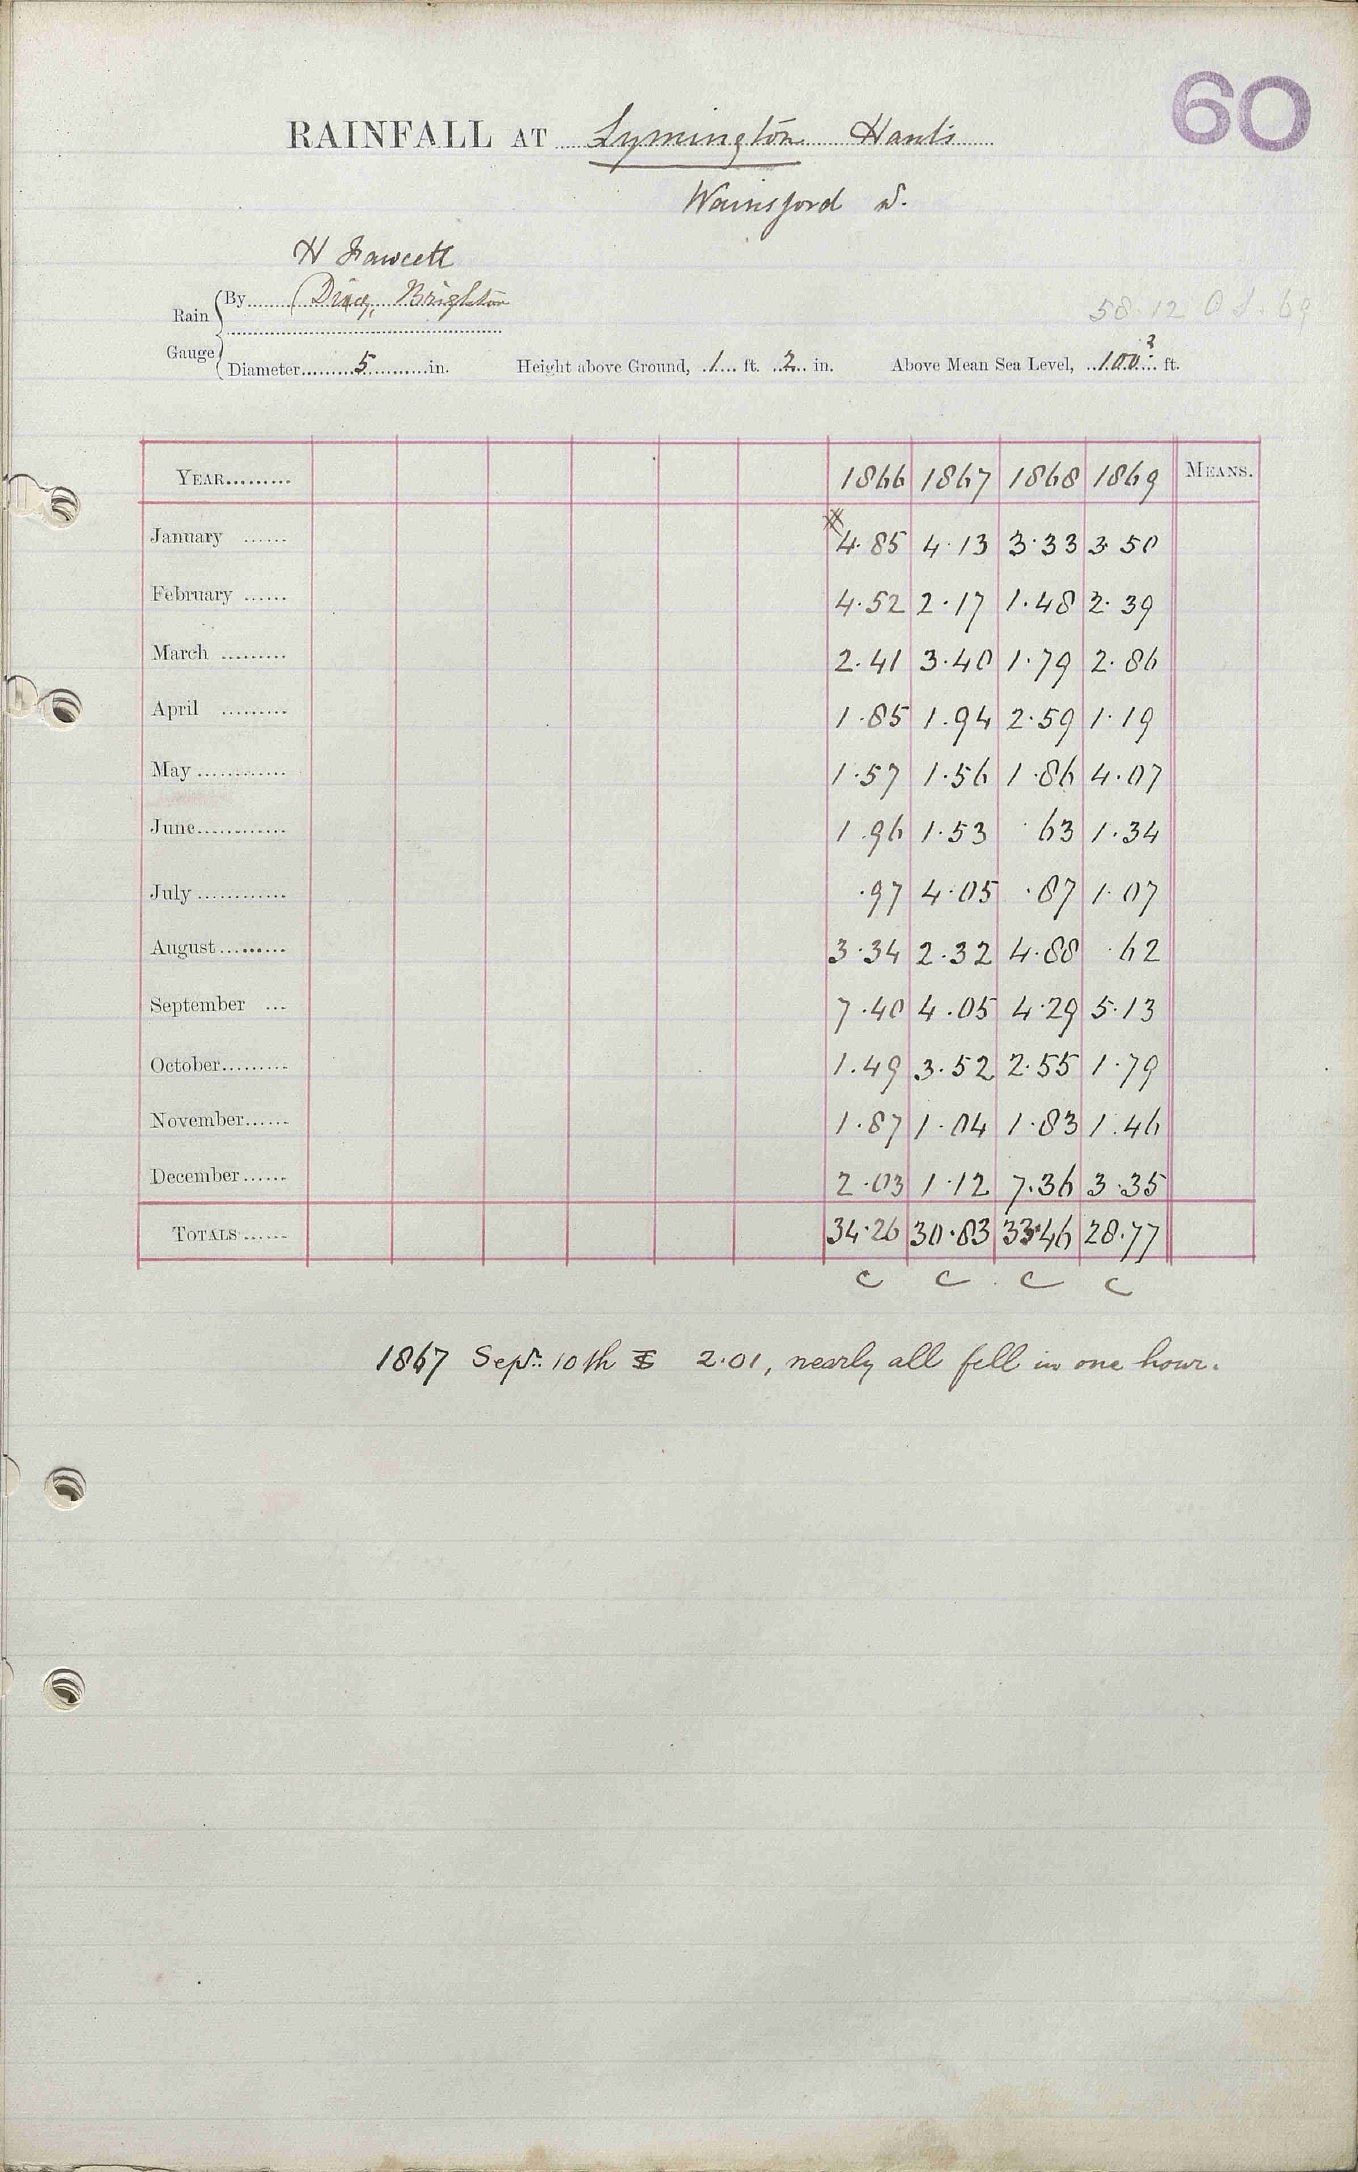 60
RAINFALL AT Lymington Hants
Wainsford
H Fawcett
Rain Gauge { By Brighton
Diameter 5 in. Height above Ground, 1 ft. 2 in. Above Mean Sea Level, 100 ? ft.
YEAR 1866 1867 1868 1869 MEANS.
January 4.85 4.13 3.33 3.50
February 4.52 2.17 1.48 2.39
March 2.41 3.40 1.79 2.86
April 1.85 1.94 2.59 1.19
May 1.57 1.56 1.86 4.07
June 1.96 1.53 .63 1.34
July .97 4.05 .87 1.07
August 3.34 2.32 4.88 .62
September 7.40 4.05 4.29 5.13
October 1.49 3.52 2.55 1.79
November 1.87 1.04 1.83 1.46
December 2.03 1.12 7.36 3.35
TOTALS 34.26 30.83 33.46 28.77
c c c c
1867 Sepr. 10th 2.01, nearly all fell in one hour.